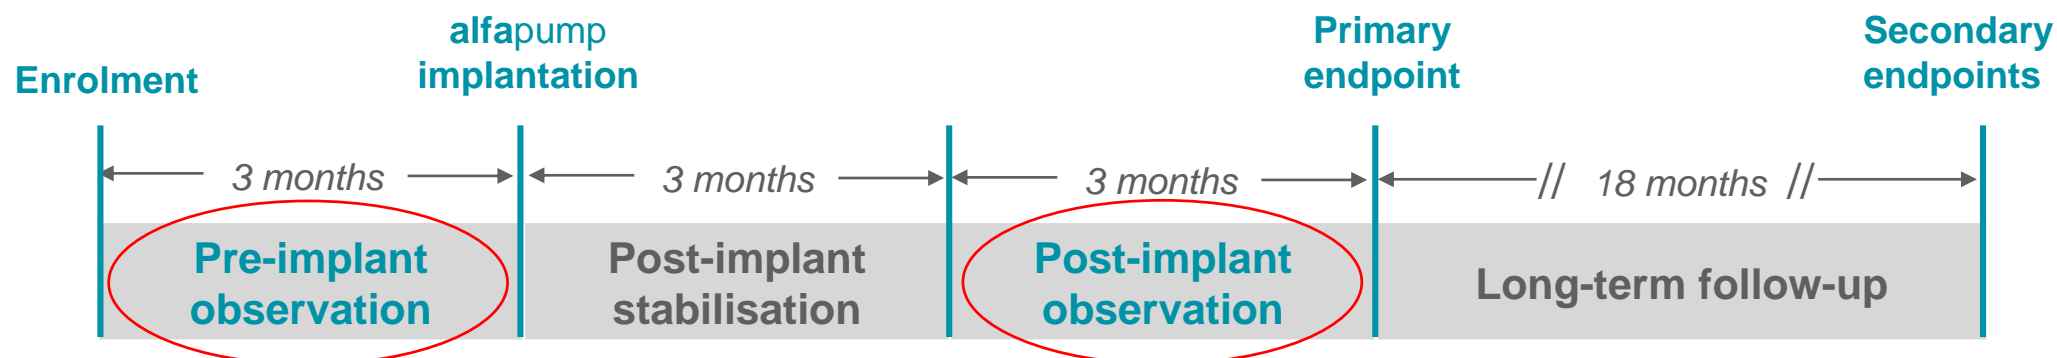 Enrolment
alfapump
implantation
Primary
endpoint
Secondary
endpoints
3 months
3 months
3 months
// 18 months //
Pre-implant
observation
Post-implant
stabilisation
Post-implant
observation
Long-term follow-up